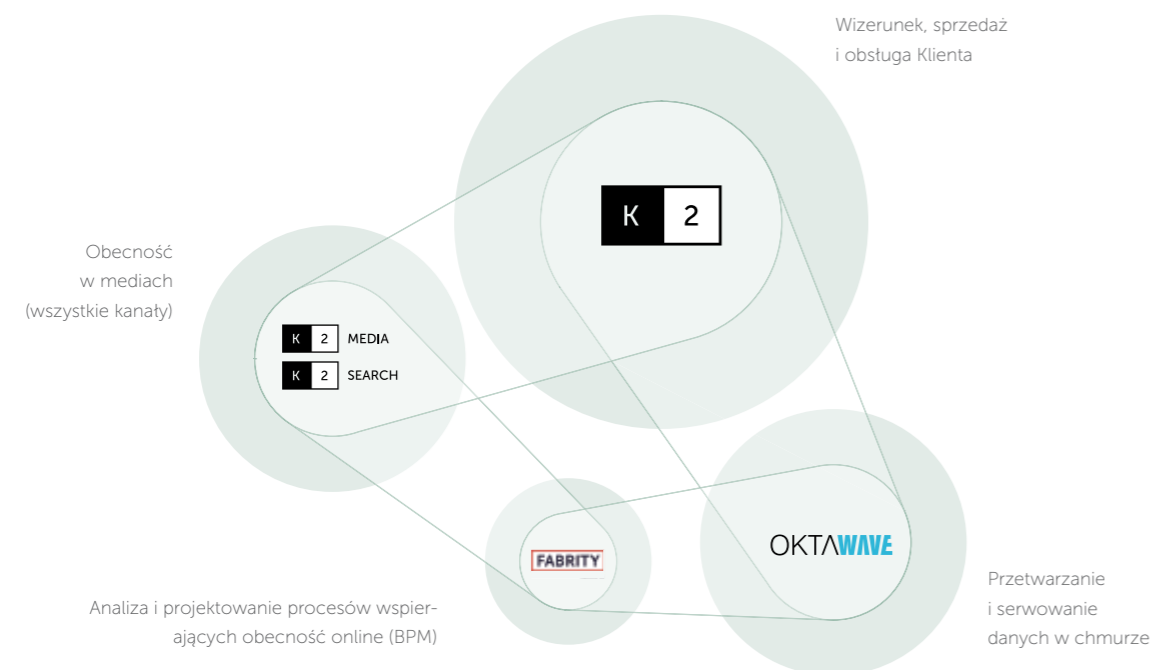 Wizerunek, sprzedaż
i obsługa Klienta
K 2
Obecność
w mediach
(wszystkie kanały)
K 2 MEDIA
K 2 SEARCH
OKTAWAVE
FABRITY
Przetwarzanie
i serwowanie
danych w chmurze
Analiza i projektowanie procesów wspier-
ających obecność online (BPM)